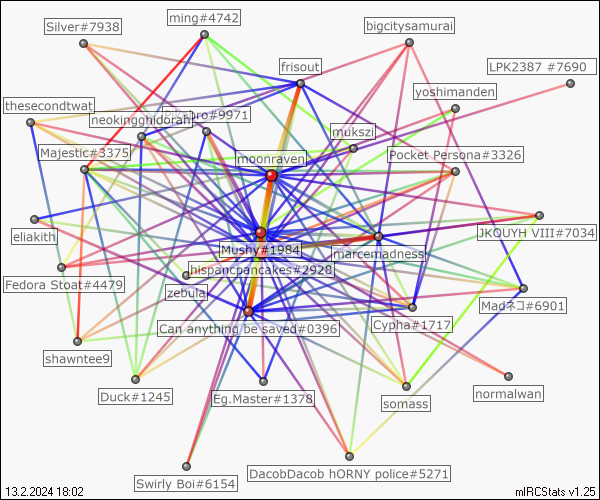 ming#4742
Silver#7938
bigcitysamurai
frisout
LPK2387 #7690
yoshimanden
thesecondtwat
neokingghidorah
#9971
mukszi
Majestic#3375
moonraven
Pocket Persona#3326
eliakith
JKQUYH VIII#7034
Mushy#1984
marcemadness
hispancpancakes#2928
Fedora Stoat#4479
zebula
Madネコ#6901
Can anything be saved#0396
Cypha#1717
shawntee9
Duck#1245
Eg.Master#1378
somass
normalwan
DacobDacob hORNY police#5271
Swirly Boi#6154
13.2.2024 18:02
mIRCStats v1.25